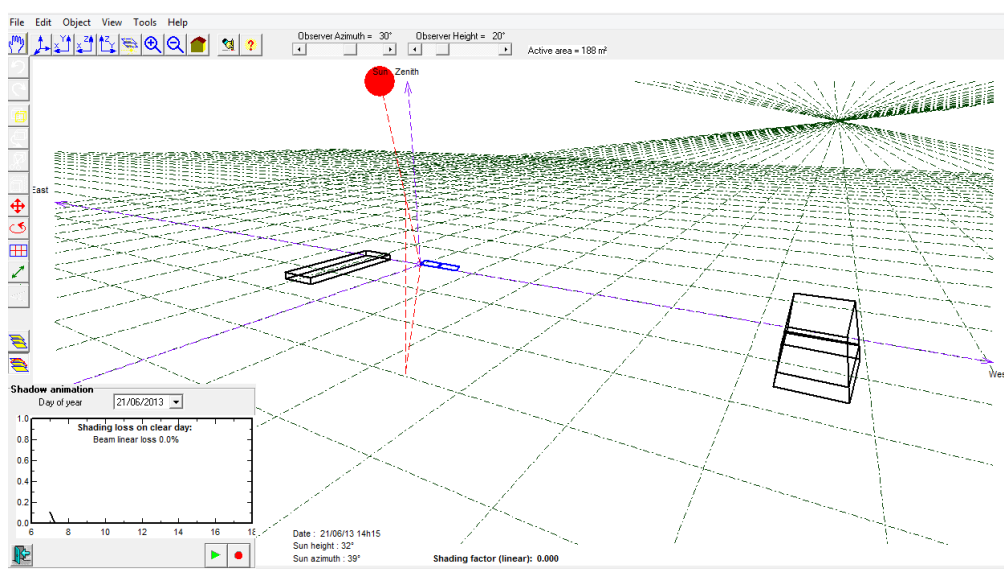 File Edit Object View Tools Help
Observer Azimuth = 30° Observer Height = 20°
Active area = 188 m²
Sun Zenith
East
West
Shadow animation
Day of year 21/06/2013
Shading loss on clear day:
Beam linear loss 0.0%
1.0
0.8
0.6
0.4
0.2
0.0
6 8 10 12 14 16 18
Date : 21/06/13 14h15
Sun height : 32°
Sun azimuth : 39° Shading factor (linear): 0.000